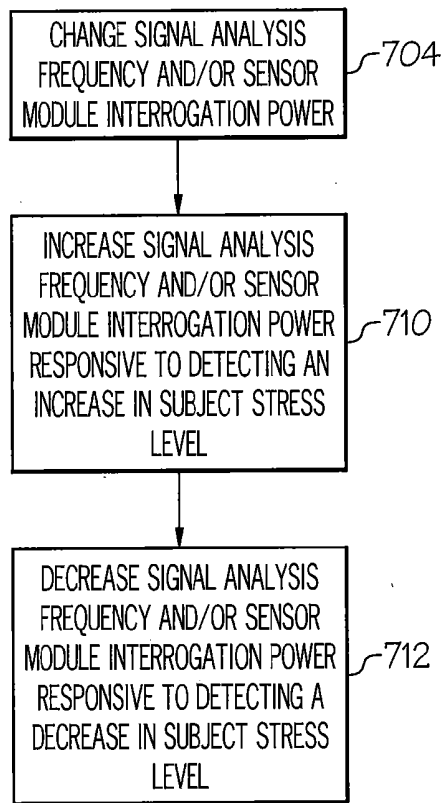 CHANGE SIGNAL ANALYSIS
FREQUENCY AND/OR SENSOR
MODULE INTERROGATION POWER
704
INCREASE SIGNAL ANALYSIS
FREQUENCY AND/OR SENSOR
MODULE INTERROGATION POWER
RESPONSIVE TO DETECTING AN
INCREASE IN SUBJECT STRESS
LEVEL
710
DECREASE SIGNAL ANALYSIS
FREQUENCY AND/OR SENSOR
MODULE INTERROGATION POWER
RESPONSIVE TO DETECTING A
DECREASE IN SUBJECT STRESS
LEVEL
712